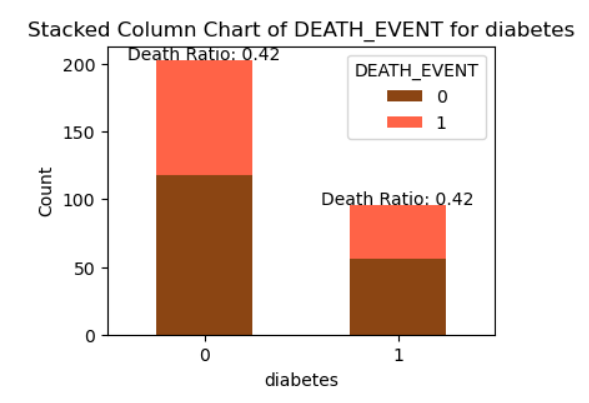 Stacked Column Chart of DEATH_EVENT for diabetes
Death Ratio: 0.42
DEATH_EVENT
0
1
Death Ratio: 0.42
200
150
100
50
0
Count
0
1
diabetes